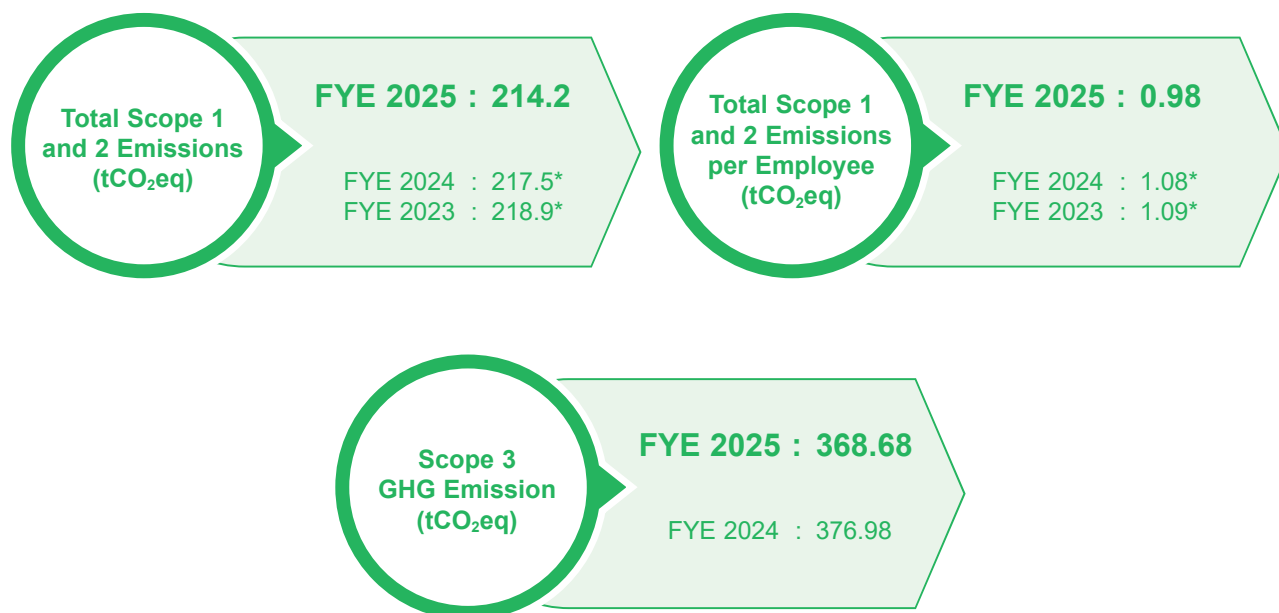 Total Scope 1
and 2 Emissions
(tCO₂eq)
FYE 2025 : 214.2
FYE 2024 : 217.5*
FYE 2023 : 218.9*
Total Scope 1
and 2 Emissions
per Employee
(tCO₂eq)
FYE 2025 : 0.98
FYE 2024 : 1.08*
FYE 2023 : 1.09*
Scope 3
GHG Emission
(tCO₂eq)
FYE 2025 : 368.68
FYE 2024 : 376.98